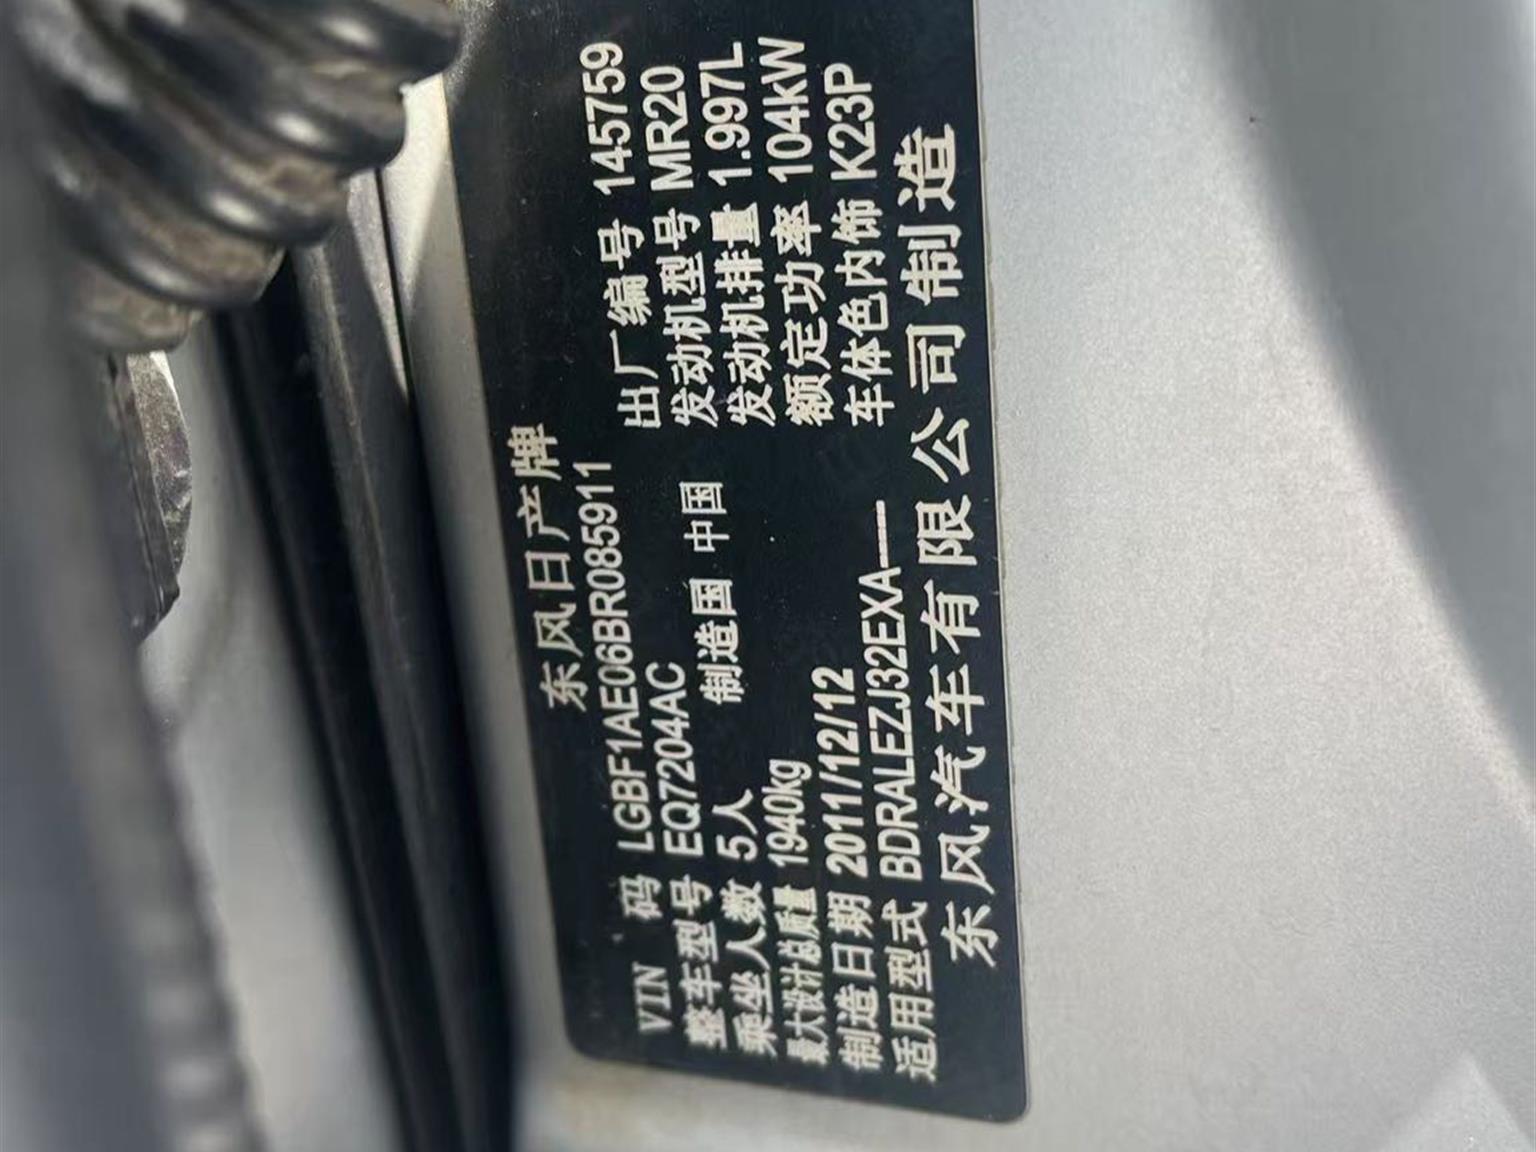 东风日产牌
VIN 码 LGBF1AE06BR085911 出厂编号 145759
整车型号 EQ7204AC 发动机型号 MR20
乘坐人数 5人 制造国 中国 发动机排量 1.997L
最大设计总质量 1940kg 额定功率 104kW
制造日期 2011/12/12 车体色内饰 K23P
适用型式 BDRALEZJ32EXA-----
东风汽车有限公司制造